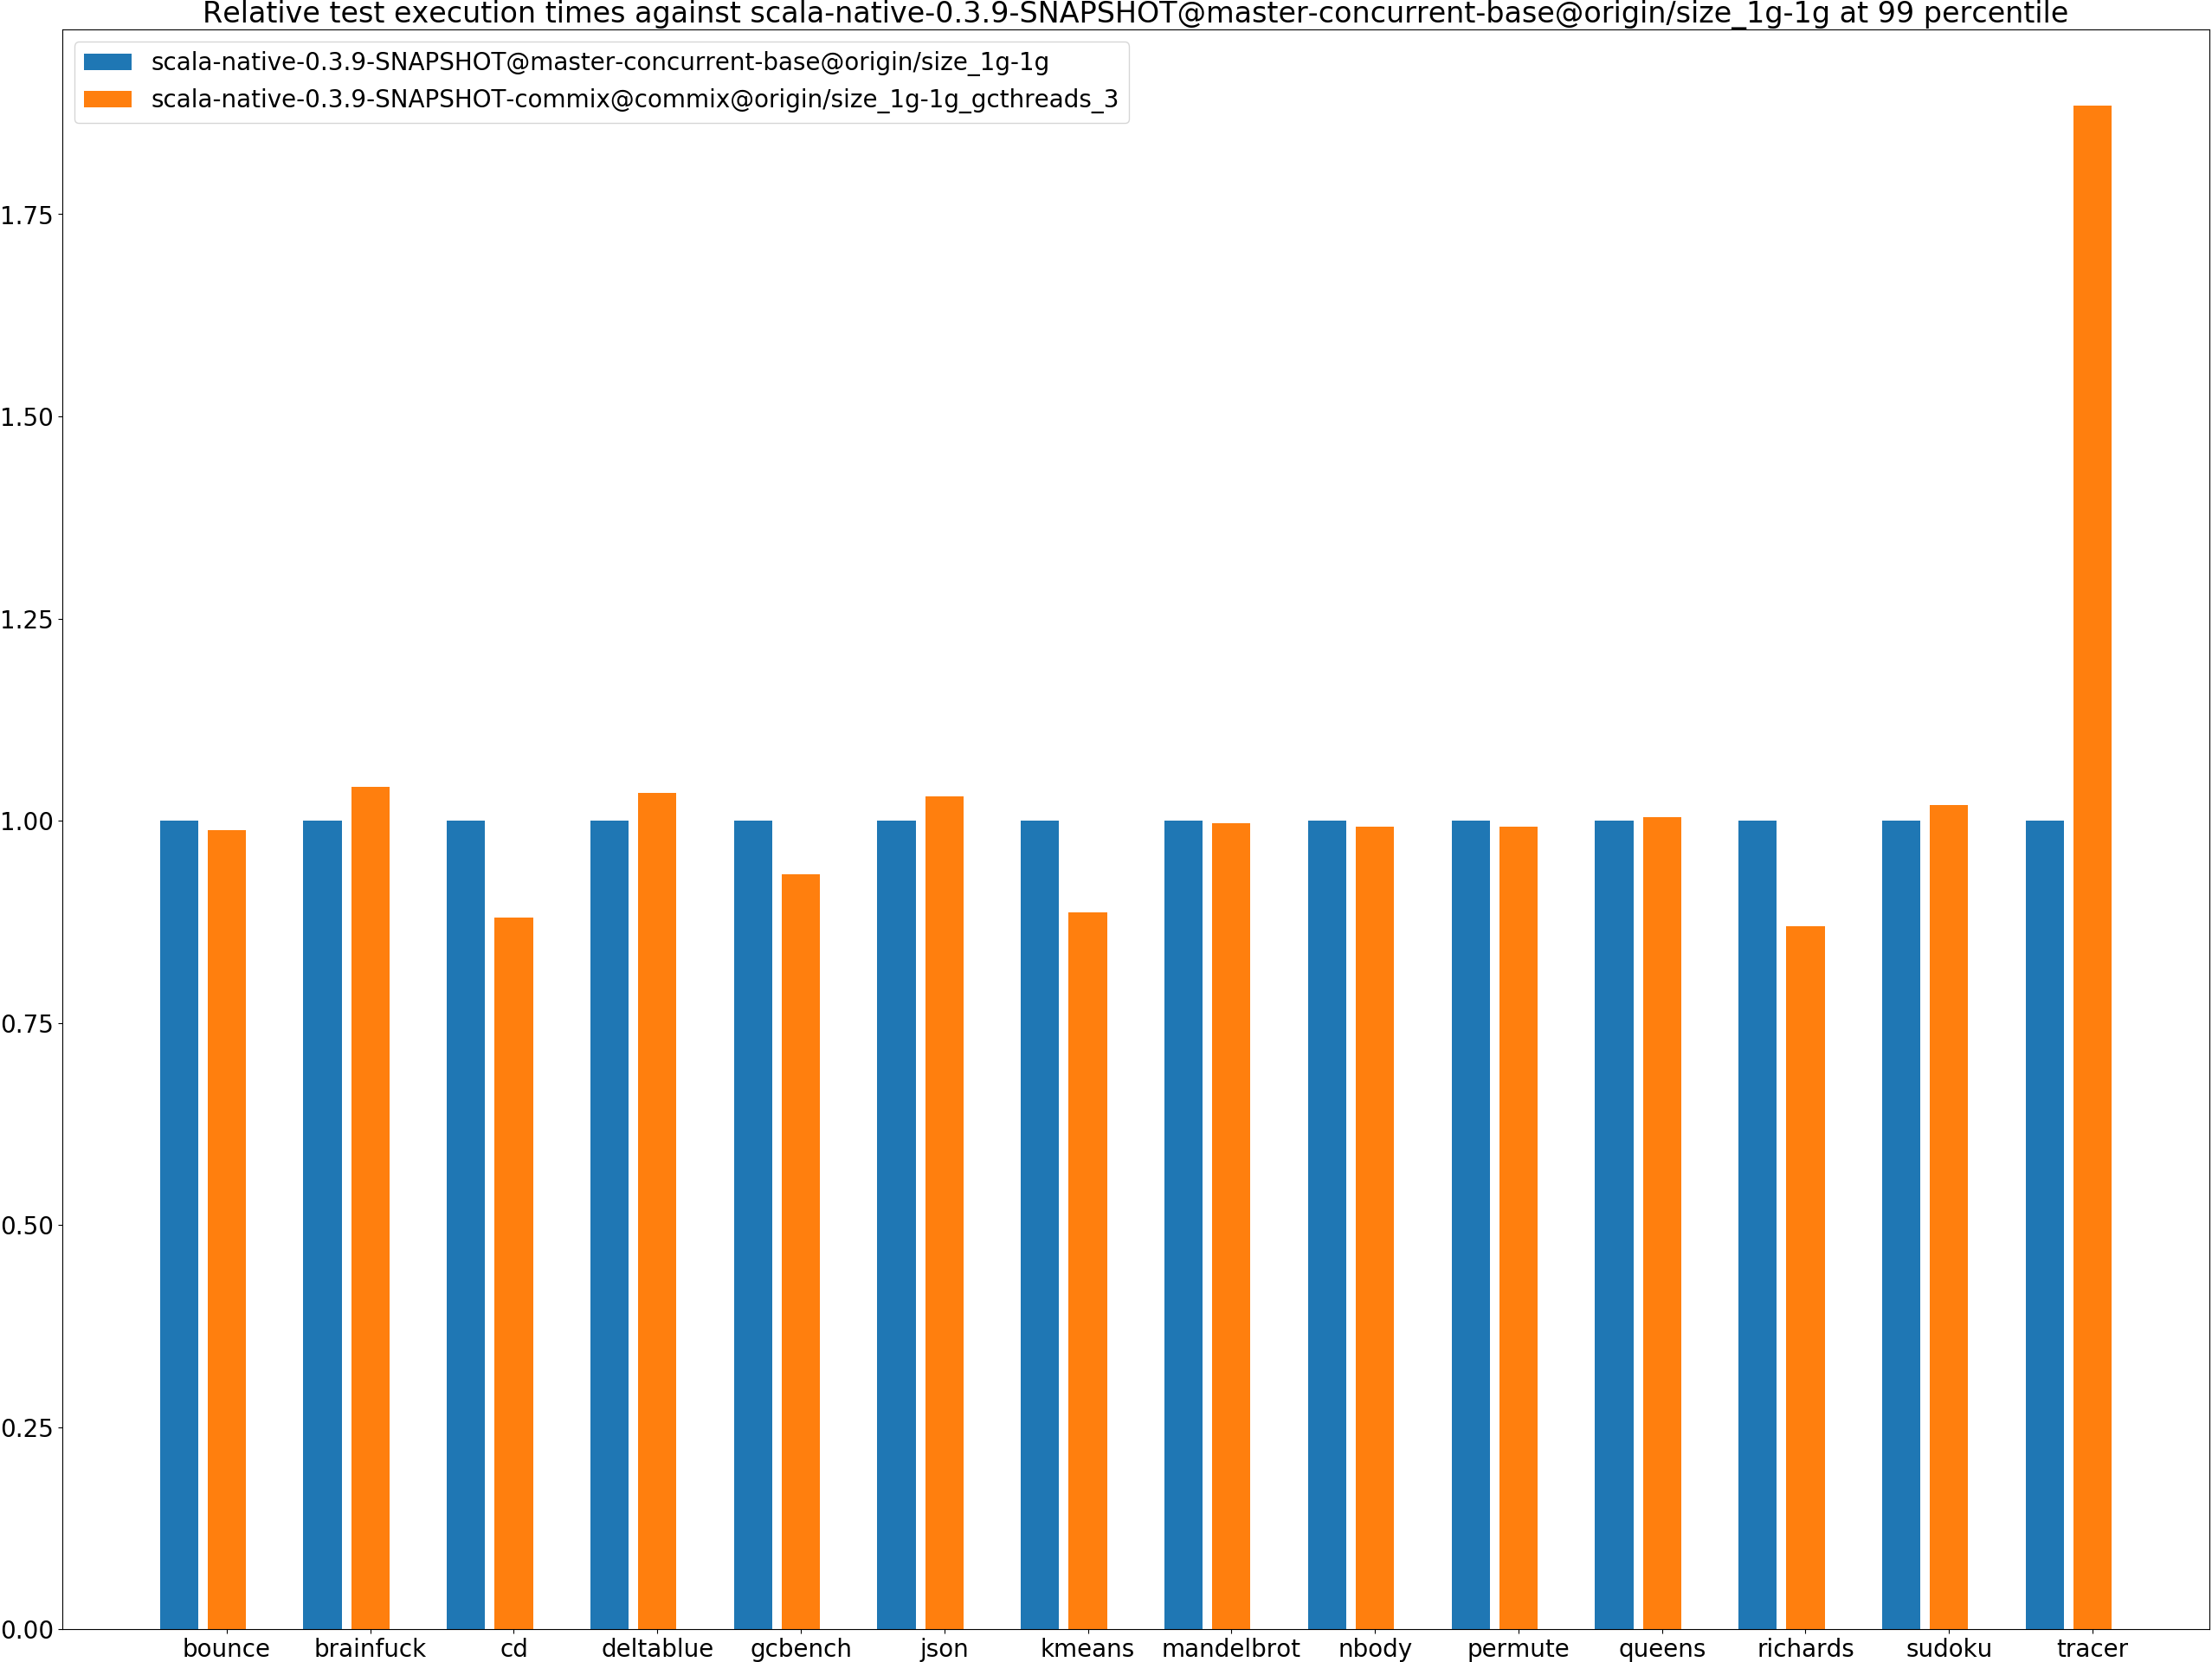 Relative test execution times against scala-native-0.3.9-SNAPSHOT@master-concurrent-base@origin/size_1g-1g at 99 percentile
scala-native-0.3.9-SNAPSHOT@master-concurrent-base@origin/size_1g-1g
scala-native-0.3.9-SNAPSHOT-commix@commix@origin/size_1g-1g_gcthreads_3
1.75
1.50
1.25
1.00
0.75
0.50
0.25
0.00
bounce brainfuck cd deltablue gcbench json kmeans mandelbrot nbody permute queens richards sudoku tracer